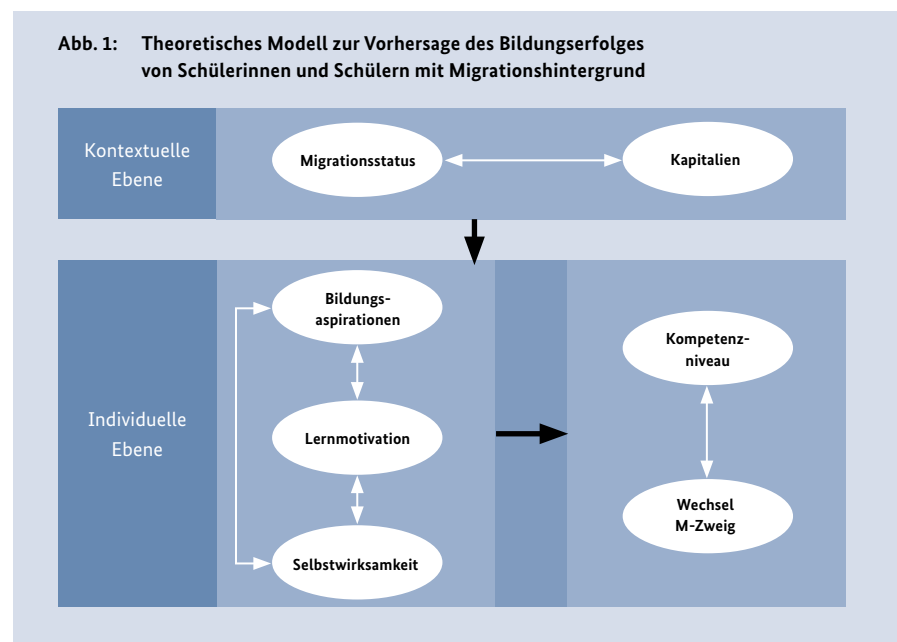 Abb. 1: Theoretisches Modell zur Vorhersage des Bildungserfolges
von Schülerinnen und Schülern mit Migrationshintergrund
Kontextuelle
Ebene
Migrationsstatus
Kapitalien
Individuelle
Ebene
Bildungs-
aspirationen
Lernmotivation
Selbstwirksamkeit
Kompetenz-
niveau
Wechsel
M-Zweig